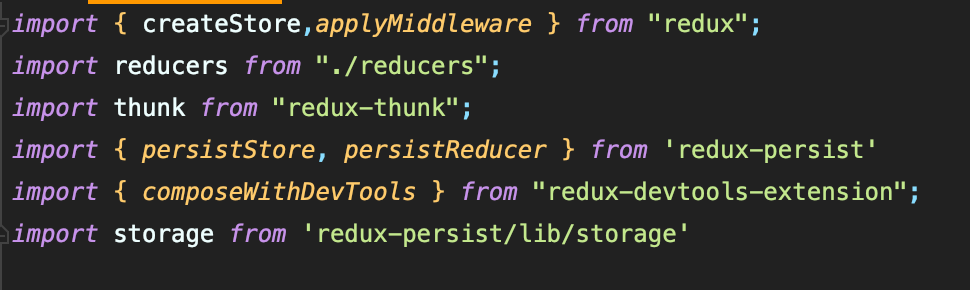 import { createStore,applyMiddleware } from "redux";
import reducers from "./reducers";
import thunk from "redux-thunk";
import { persistStore, persistReducer } from 'redux-persist'
import { composeWithDevTools } from "redux-devtools-extension";
import storage from 'redux-persist/lib/storage'